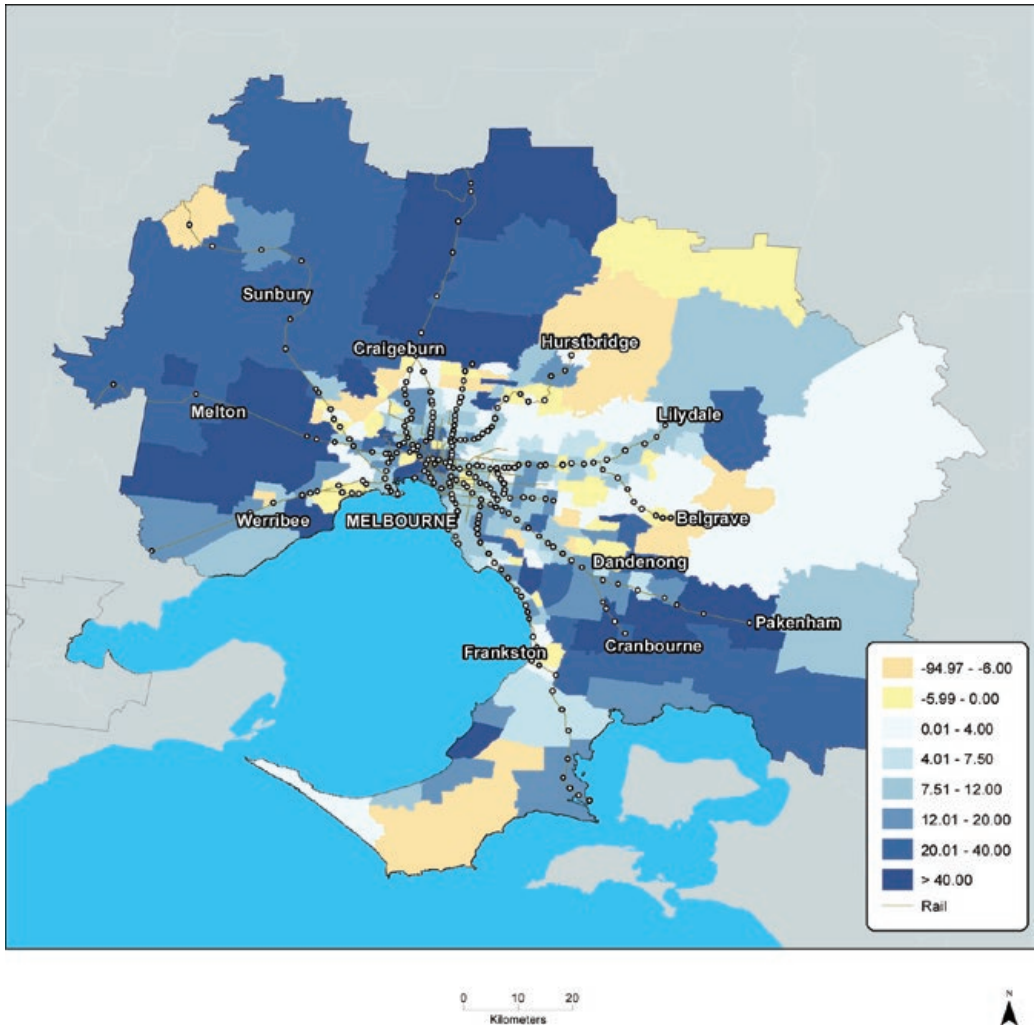 Sunbury
Craigeburn
Hurstbridge
Melton
Lilydale
Werribee
MELBOURNE
Belgrave
Dandenong
Pakenham
Frankston
Cranbourne
-94.97 - -6.00
-5.99 - 0.00
0.01 - 4.00
4.01 - 7.50
7.51 - 12.00
12.01 - 20.00
20.01 - 40.00
> 40.00
Rail
0 10 20
Kilometers
N